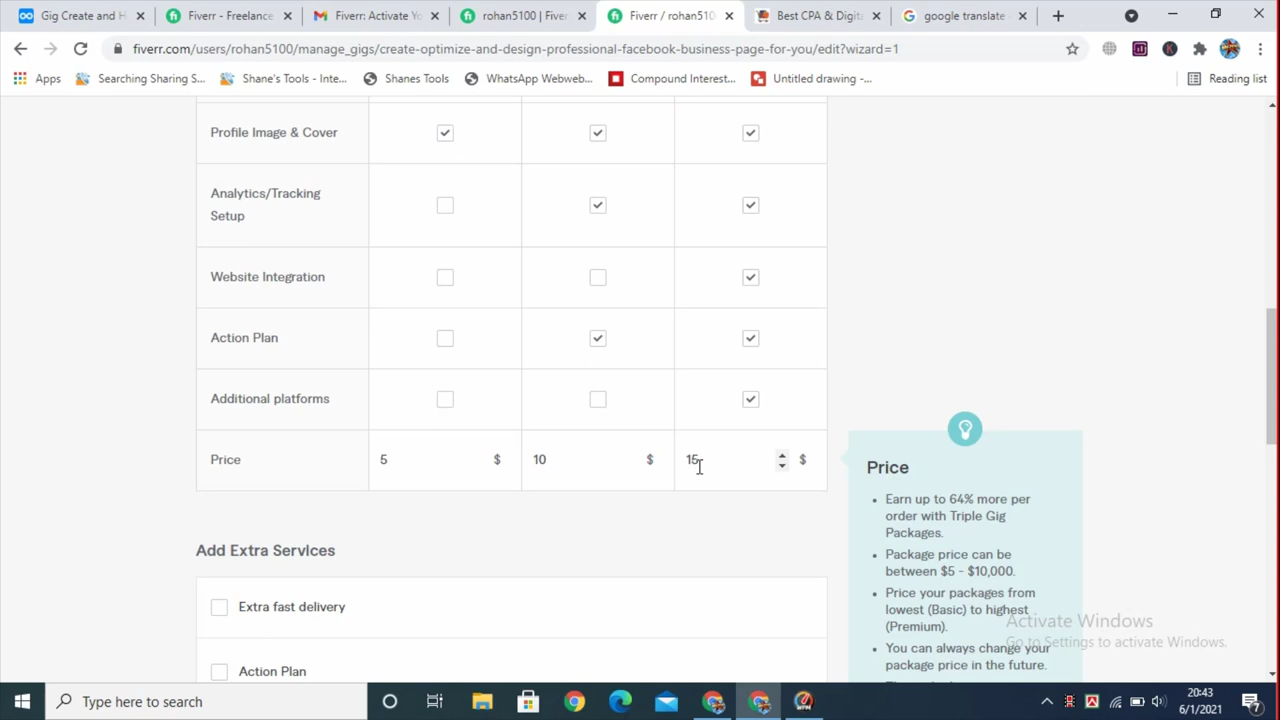 Gig Create and H
Fiverr - Freelance
Fiverr: Activate Yo
rohan5100 | Fiverr
Fiverr / rohan5100
Best CPA & Digita
google translate -
fiverr.com/users/rohan5100/manage_gigs/create-optimize-and-design-professional-facebook-business-page-for-you/edit?wizard=1
Apps
Searching Sharing S...
Shane's Tools - Inte...
Shanes Tools
WhatsApp Webweb...
Compound Interest...
Untitled drawing -...
Reading list
Profile Image & Cover
Analytics/Tracking
Setup
Website Integration
Action Plan
Additional platforms
Price
5 $
10 $
15 $
Price
• Earn up to 64% more per
order with Triple Gig
Packages.
• Package price can be
between $5 - $10,000.
• Price your packages from
lowest (Basic) to highest
(Premium).
• You can always change your
package price in the future.
Add Extra Services
Extra fast delivery
Action Plan
Activate Windows
Go to Settings to activate Windows.
Type here to search
20:43
6/1/2021
7